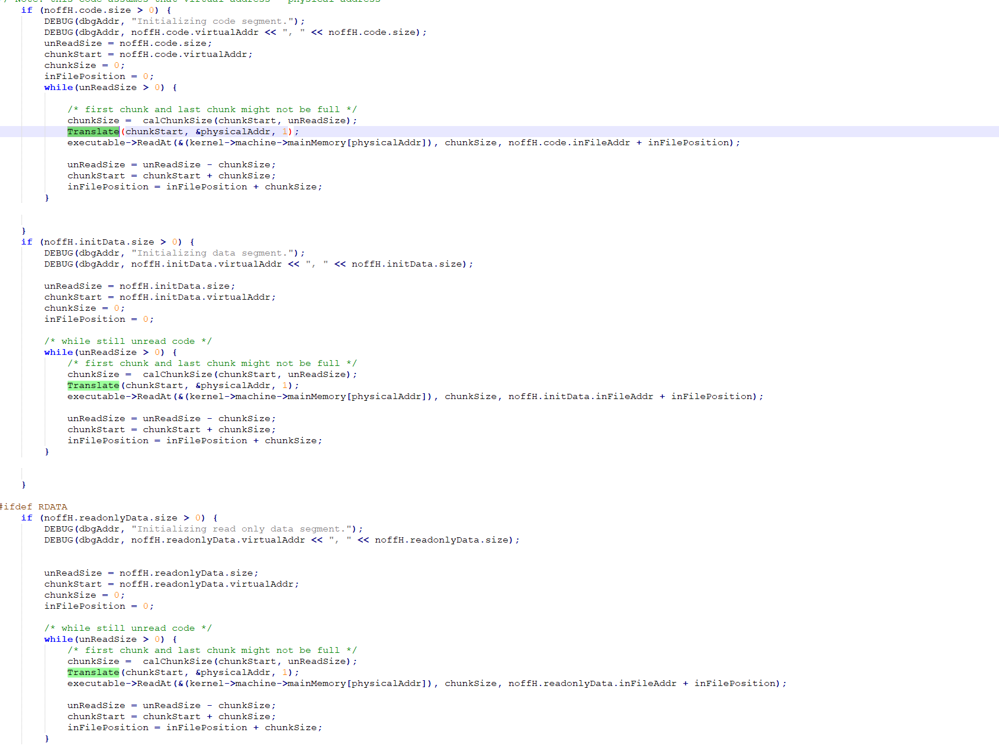 // Note: this code assumes that virtual address = physical address
if (noffH.code.size > 0) {
DEBUG(dbgAddr, "Initializing code segment.");
DEBUG(dbgAddr, noffH.code.virtualAddr << ", " << noffH.code.size);
unReadSize = noffH.code.size;
chunkStart = noffH.code.virtualAddr;
chunkSize = 0;
inFilePosition = 0;
while(unReadSize > 0) {
/* first chunk and last chunk might not be full */
chunkSize =  calChunkSize(chunkStart, unReadSize);
Translate(chunkStart, &physicalAddr, 1);
executable->ReadAt(&(kernel->machine->mainMemory[physicalAddr]), chunkSize, noffH.code.inFileAddr + inFilePosition);
unReadSize = unReadSize - chunkSize;
chunkStart = chunkStart + chunkSize;
inFilePosition = inFilePosition + chunkSize;
}
}
if (noffH.initData.size > 0) {
DEBUG(dbgAddr, "Initializing data segment.");
DEBUG(dbgAddr, noffH.initData.virtualAddr << ", " << noffH.initData.size);
unReadSize = noffH.initData.size;
chunkStart = noffH.initData.virtualAddr;
chunkSize = 0;
inFilePosition = 0;
/* while still unread code */
while(unReadSize > 0) {
/* first chunk and last chunk might not be full */
chunkSize =  calChunkSize(chunkStart, unReadSize);
Translate(chunkStart, &physicalAddr, 1);
executable->ReadAt(&(kernel->machine->mainMemory[physicalAddr]), chunkSize, noffH.initData.inFileAddr + inFilePosition);
unReadSize = unReadSize - chunkSize;
chunkStart = chunkStart + chunkSize;
inFilePosition = inFilePosition + chunkSize;
}
}
#ifdef RDATA
if (noffH.readonlyData.size > 0) {
DEBUG(dbgAddr, "Initializing read only data segment.");
DEBUG(dbgAddr, noffH.readonlyData.virtualAddr << ", " << noffH.readonlyData.size);
unReadSize = noffH.readonlyData.size;
chunkStart = noffH.readonlyData.virtualAddr;
chunkSize = 0;
inFilePosition = 0;
/* while still unread code */
while(unReadSize > 0) {
/* first chunk and last chunk might not be full */
chunkSize =  calChunkSize(chunkStart, unReadSize);
Translate(chunkStart, &physicalAddr, 1);
executable->ReadAt(&(kernel->machine->mainMemory[physicalAddr]), chunkSize, noffH.readonlyData.inFileAddr + inFilePosition);
unReadSize = unReadSize - chunkSize;
chunkStart = chunkStart + chunkSize;
inFilePosition = inFilePosition + chunkSize;
}